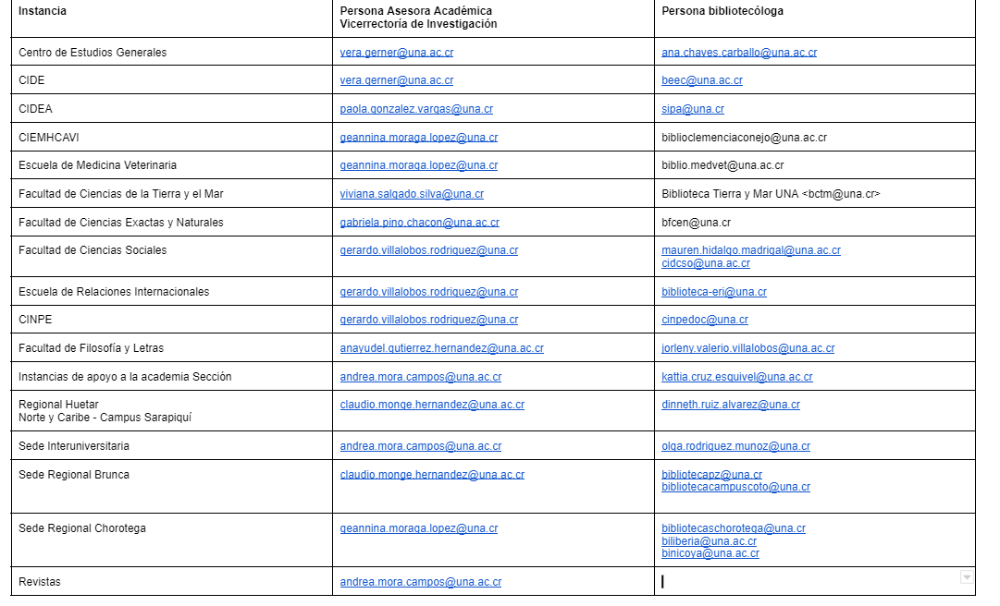 Instancia
Persona Asesora Académica
Vicerrectoría de Investigación
Persona bibliotecóloga
Centro de Estudios Generales
vera.gerner@una.ac.cr
ana.chaves.carballo@una.ac.cr
CIDE
vera.gerner@una.ac.cr
beec@una.ac.cr
CIDEA
paola.gonzalez.vargas@una.cr
sipa@una.cr
CIEMHCAVI
geannina.moraga.lopez@una.cr
biblioclemenciaconejo@una.ac.cr
Escuela de Medicina Veterinaria
geannina.moraga.lopez@una.cr
biblio.medvet@una.ac.cr
Facultad de Ciencias de la Tierra y el Mar
viviana.salgado.silva@una.cr
Biblioteca Tierra y Mar UNA <bctm@una.cr>
Facultad de Ciencias Exactas y Naturales
gabriela.pino.chacon@una.ac.cr
bfcen@una.cr
Facultad de Ciencias Sociales
gerardo.villalobos.rodriguez@una.cr
mauren.hidalgo.madrigal@una.ac.cr
cidcso@una.ac.cr
Escuela de Relaciones Internacionales
gerardo.villalobos.rodriguez@una.cr
biblioteca-eri@una.cr
CINPE
gerardo.villalobos.rodriguez@una.cr
cinpedoc@una.cr
Facultad de Filosofía y Letras
anayudel.gutierrez.hernandez@una.ac.cr
jorleny.valerio.villalobos@una.ac.cr
Instancias de apoyo a la academia Sección
andrea.mora.campos@una.ac.cr
kattia.cruz.esquivel@una.ac.cr
Regional Huetar
Norte y Caribe - Campus Sarapiquí
claudio.monge.hernandez@una.ac.cr
dinneth.ruiz.alvarez@una.ac.cr
Sede Interuniversitaria
andrea.mora.campos@una.ac.cr
olga.rodriguez.munoz@una.cr
Sede Regional Brunca
claudio.monge.hernandez@una.ac.cr
bibliotecapz@una.cr
bibliotecacampuscoto@una.cr
Sede Regional Chorotega
geannina.moraga.lopez@una.cr
bibliotecaschorotega@una.cr
biliberia@una.ac.cr
binicoya@una.ac.cr
Revistas
andrea.mora.campos@una.ac.cr